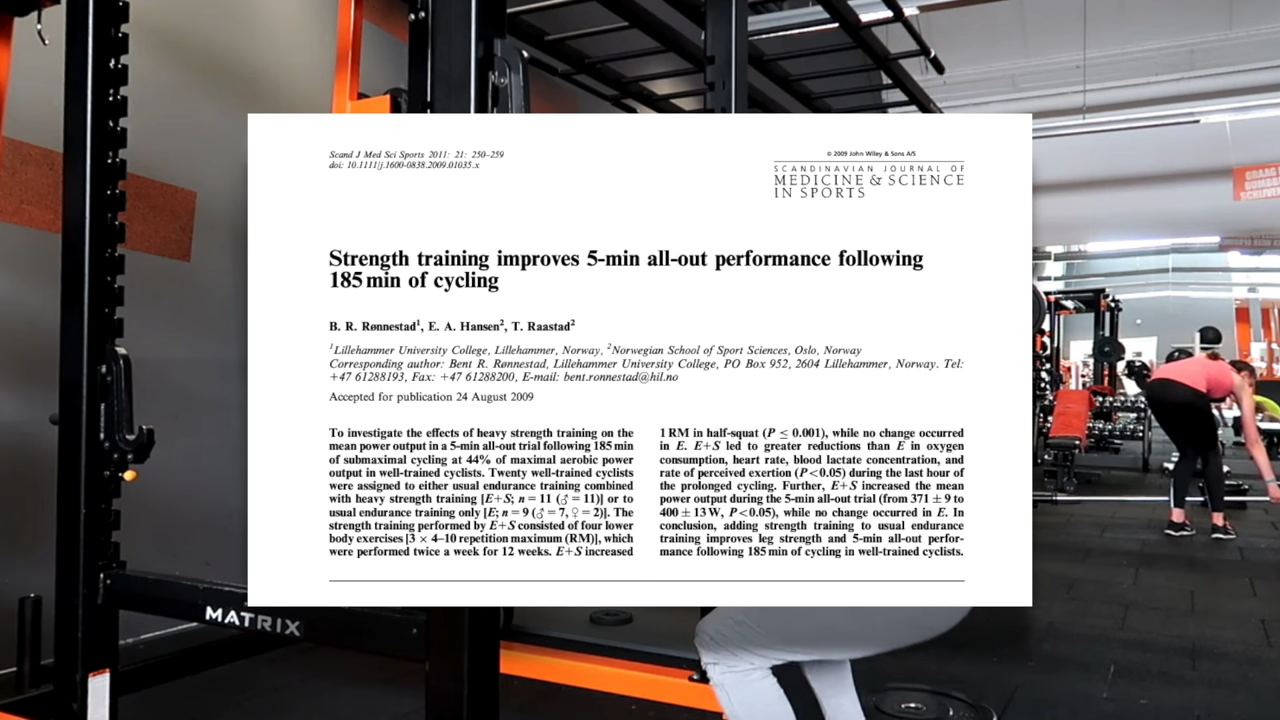 Scand J Med Sci Sports 2011: 21: 250–259
doi: 10.1111/j.1600-0838.2009.01035.x
© 2009 John Wiley & Sons A/S
SCANDINAVIAN JOURNAL OF
MEDICINE & SCIENCE
IN SPORTS
Strength training improves 5-min all-out performance following
185 min of cycling
B. R. Rønnestad¹, E. A. Hansen², T. Raastad²
¹Lillehammer University College, Lillehammer, Norway, ²Norwegian School of Sport Sciences, Oslo, Norway
Corresponding author: Bent R. Rønnestad, Lillehammer University College, PO Box 952, 2604 Lillehammer, Norway. Tel:
+47 61288193, Fax: +47 61288200, E-mail: bent.ronnestad@hil.no
Accepted for publication 24 August 2009
To investigate the effects of heavy strength training on the
mean power output in a 5-min all-out trial following 185 min
of submaximal cycling at 44% of maximal aerobic power
output in well-trained cyclists. Twenty well-trained cyclists
were assigned to either usual endurance training combined
with heavy strength training [E+S; n = 11 (♂ = 11)] or to
usual endurance training only [E; n = 9 (♂ = 7, ♀ = 2)]. The
strength training performed by E+S consisted of four lower
body exercises [3 × 4–10 repetition maximum (RM)], which
were performed twice a week for 12 weeks. E+S increased
1 RM in half-squat (P ≤ 0.001), while no change occurred
in E. E+S led to greater reductions than E in oxygen
consumption, heart rate, blood lactate concentration, and
rate of perceived exertion (P<0.05) during the last hour of
the prolonged cycling. Further, E+S increased the mean
power output during the 5-min all-out trial (from 371 ± 9 to
400 ± 13 W, P<0.05), while no change occurred in E. In
conclusion, adding strength training to usual endurance
training improves leg strength and 5-min all-out perfor-
mance following 185 min of cycling in well-trained cyclists.
MATRIX
GRAAG